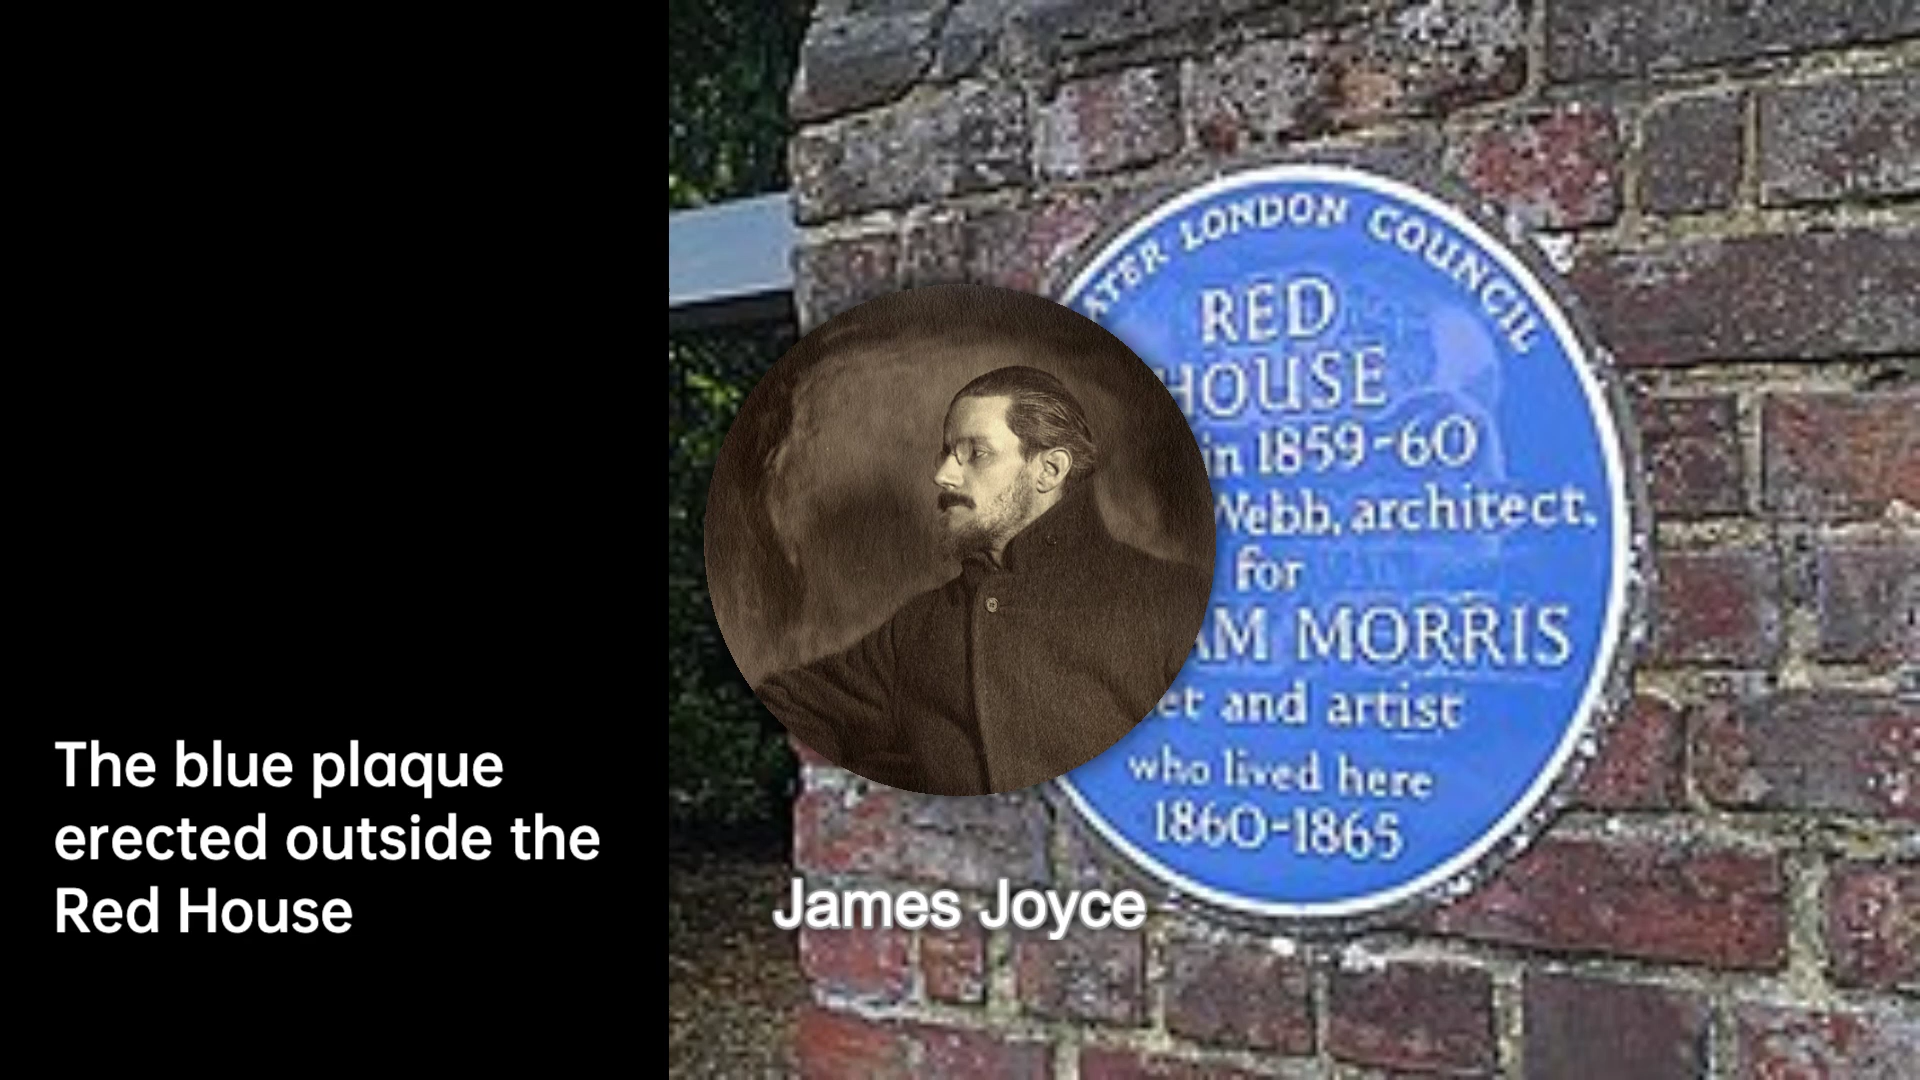 The blue plaque
erected outside the
Red House
LONDON COUNCIL
RED
HOUSE
in 1859-60
Webb, architect.
for
MORRIS
and artist
who lived here
1860-1865
James Joyce